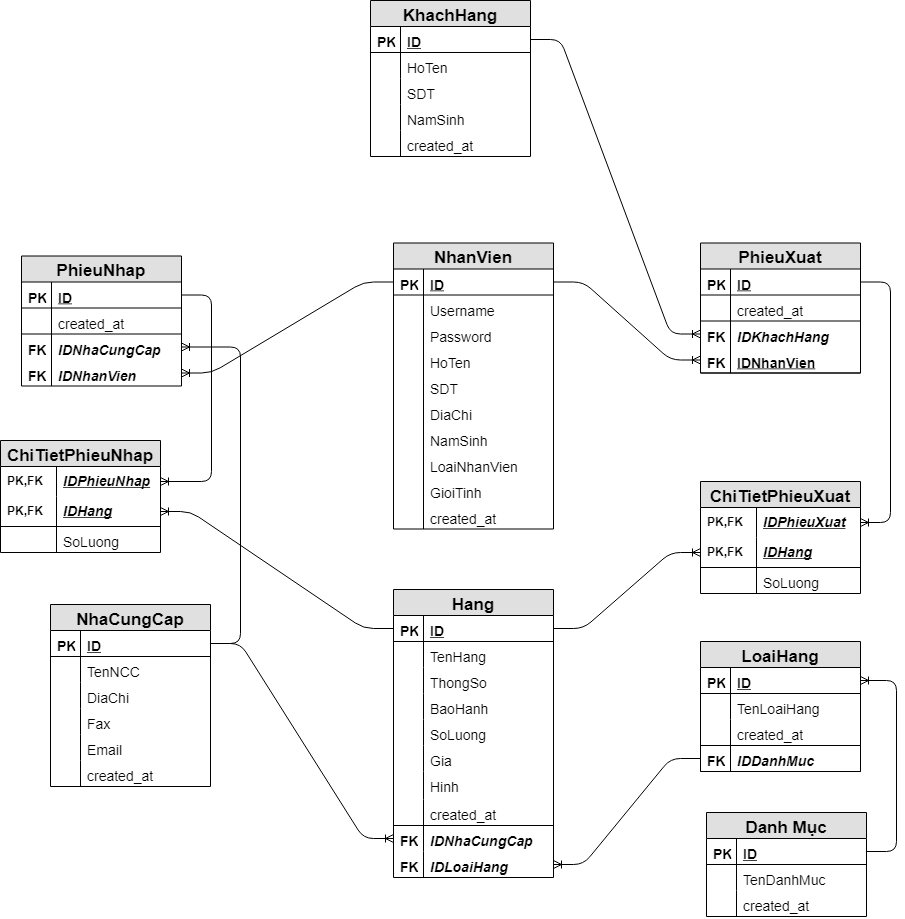 KhachHang
PK ID
HoTen
SDT
NamSinh
created_at
PhieuNhap
PK ID
created_at
FK IDNhaCungCap
FK IDNhanVien
NhanVien
PK ID
Username
Password
HoTen
SDT
DiaChi
NamSinh
LoaiNhanVien
GioiTinh
created_at
PhieuXuat
PK ID
created_at
FK IDKhachHang
FK IDNhanVien
ChiTietPhieuNhap
PK,FK IDPhieuNhap
PK,FK IDHang
SoLuong
ChiTietPhieuXuat
PK,FK IDPhieuXuat
PK,FK IDHang
SoLuong
NhaCungCap
PK ID
TenNCC
DiaChi
Fax
Email
created_at
Hang
PK ID
TenHang
ThongSo
BaoHanh
SoLuong
Gia
Hinh
created_at
FK IDNhaCungCap
FK IDLoaiHang
LoaiHang
PK ID
TenLoaiHang
created_at
FK IDDanhMuc
Danh Mục
PK ID
TenDanhMuc
created_at